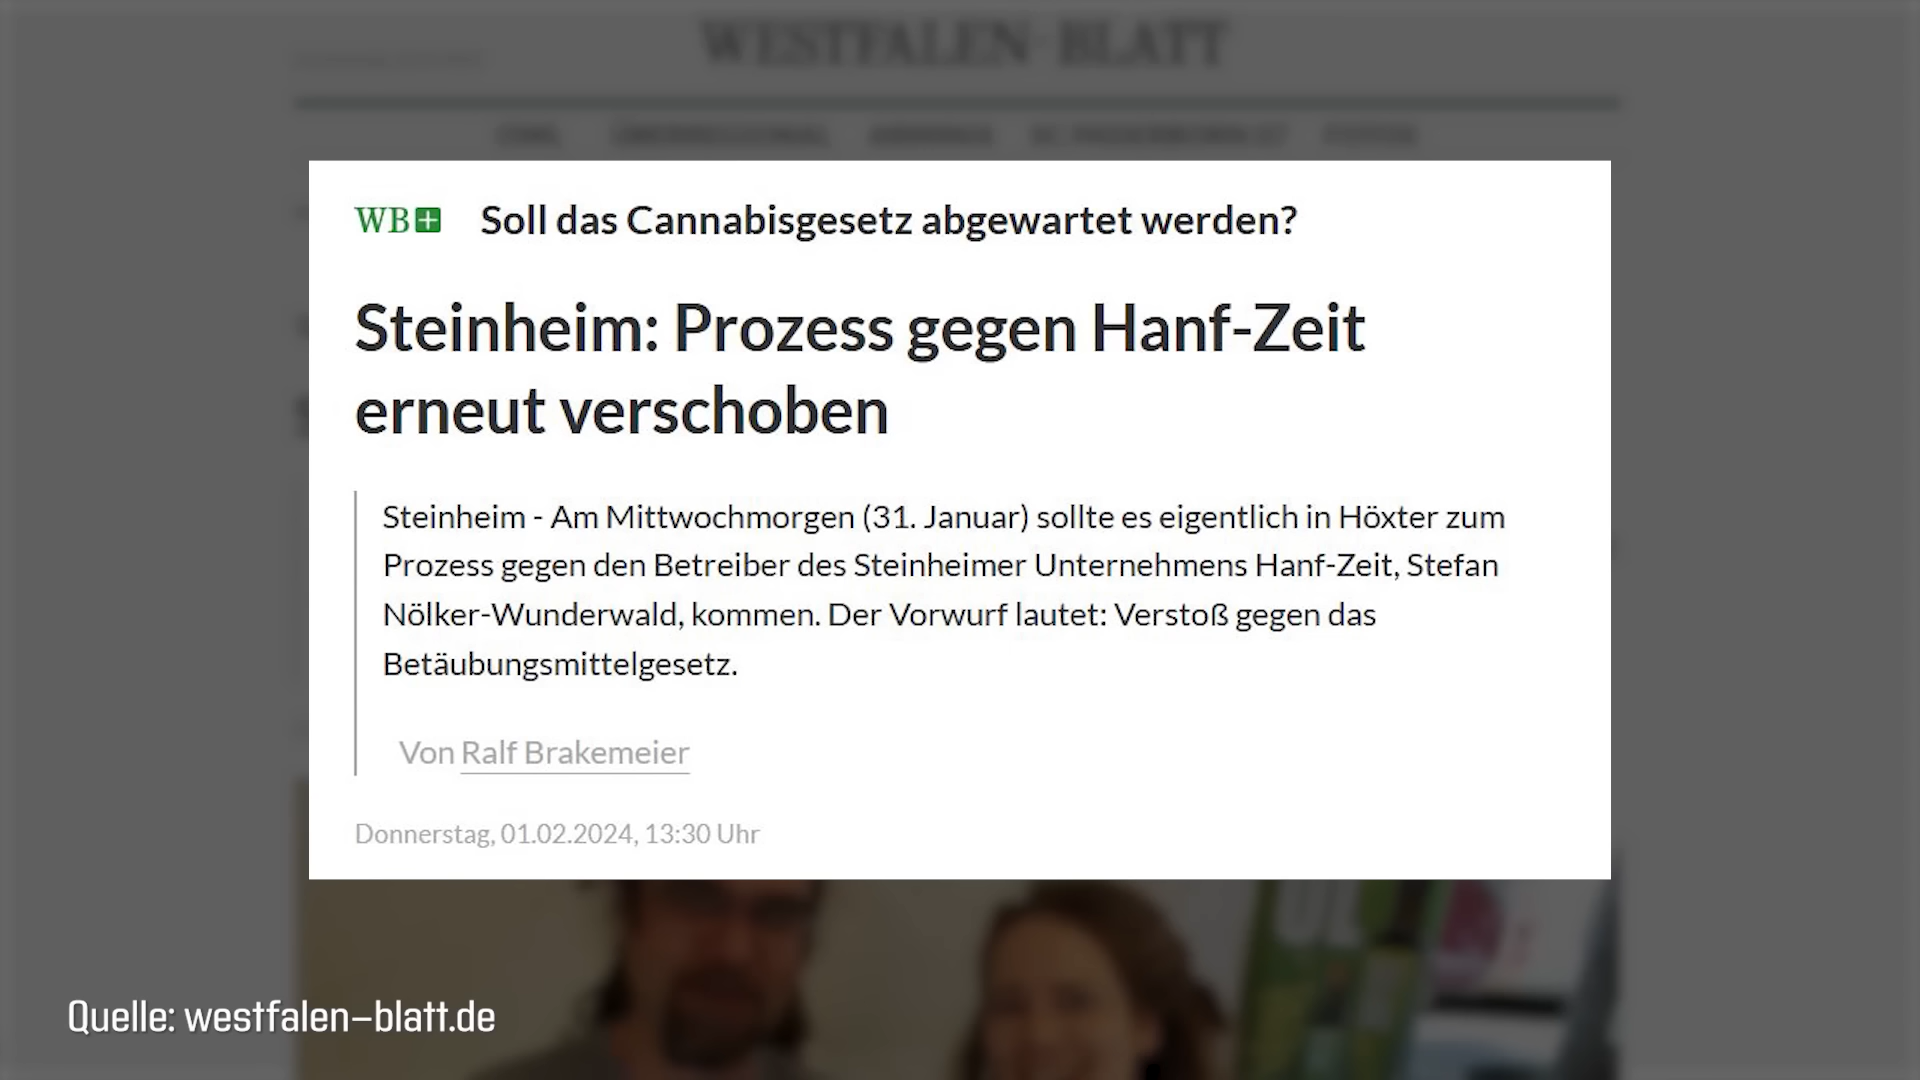 WESTFALEN-BLATT
WB+ Soll das Cannabisgesetz abgewartet werden?
Steinheim: Prozess gegen Hanf-Zeit
erneut verschoben
Steinheim - Am Mittwochmorgen (31. Januar) sollte es eigentlich in Höxter zum
Prozess gegen den Betreiber des Steinheimer Unternehmens Hanf-Zeit, Stefan
Nölker-Wunderwald, kommen. Der Vorwurf lautet: Verstoß gegen das
Betäubungsmittelgesetz.
Von Ralf Brakemeier
Donnerstag, 01.02.2024, 13:30 Uhr
Quelle: westfalen-blatt.de